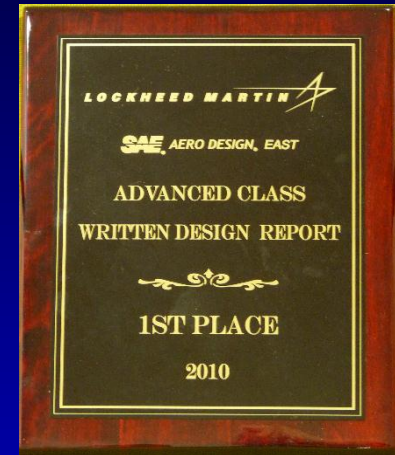 LOCKHEED MARTIN
SAE AERO DESIGN, EAST
ADVANCED CLASS
WRITTEN DESIGN REPORT
1ST PLACE
2010